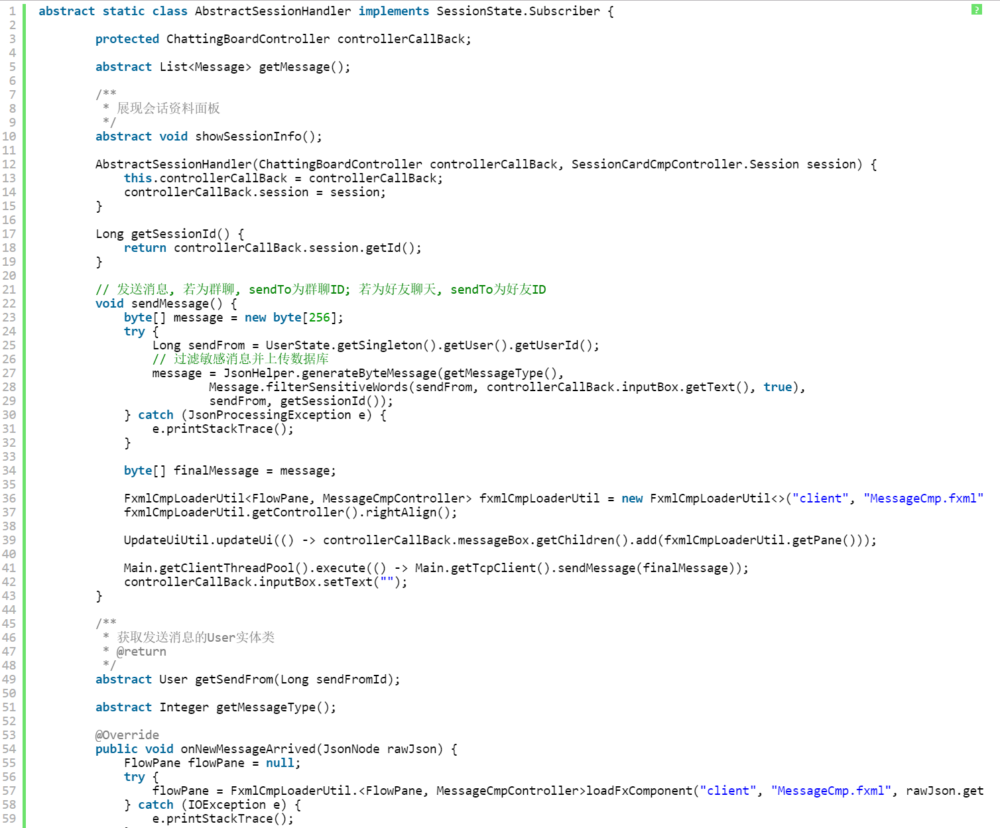 ?
1 abstract static class AbstractSessionHandler implements SessionState.Subscriber {
2
3 protected ChattingBoardController controllerCallBack;
4
5 abstract List<Message> getMessage();
6
7 /**
8 * 展现会话资料面板
9 */
10 abstract void showSessionInfo();
11
12 AbstractSessionHandler(ChattingBoardController controllerCallBack, SessionCardCmpController.Session session) {
13 this.controllerCallBack = controllerCallBack;
14 controllerCallBack.session = session;
15 }
16
17 Long getSessionId() {
18 return controllerCallBack.session.getId();
19 }
20
21 // 发送消息, 若为群聊, sendTo为群聊ID; 若为好友聊天, sendTo为好友ID
22 void sendMessage() {
23 byte[] message = new byte[256];
24 try {
25 Long sendFrom = UserState.getSingleton().getUser().getUserId();
26 // 过滤敏感消息并上传数据库
27 message = JsonHelper.generateByteMessage(getMessageType(),
28 Message.filterSensitiveWords(sendFrom, controllerCallBack.inputBox.getText(), true),
29 sendFrom, getSessionId());
30 } catch (JsonProcessingException e) {
31 e.printStackTrace();
32 }
33
34 byte[] finalMessage = message;
35
36 FxmlCmpLoaderUtil<FlowPane, MessageCmpController> fxmlCmpLoaderUtil = new FxmlCmpLoaderUtil<>("client", "MessageCmp.fxml"
37 fxmlCmpLoaderUtil.getController().rightAlign();
38
39 UpdateUiUtil.updateUi(() -> controllerCallBack.messageBox.getChildren().add(fxmlCmpLoaderUtil.getPane()));
40
41 Main.getClientThreadPool().execute(() -> Main.getTcpClient().sendMessage(finalMessage));
42 controllerCallBack.inputBox.setText("");
43 }
44
45 /**
46 * 获取发送消息的User实体类
47 * @return
48 */
49 abstract User getSendFrom(Long sendFromId);
50
51 abstract Integer getMessageType();
52
53 @Override
54 public void onNewMessageArrived(JsonNode rawJson) {
55 FlowPane flowPane = null;
56 try {
57 flowPane = FxmlCmpLoaderUtil.<FlowPane, MessageCmpController>loadFxComponent("client", "MessageCmp.fxml", rawJson.get
58 } catch (IOException e) {
59 e.printStackTrace();